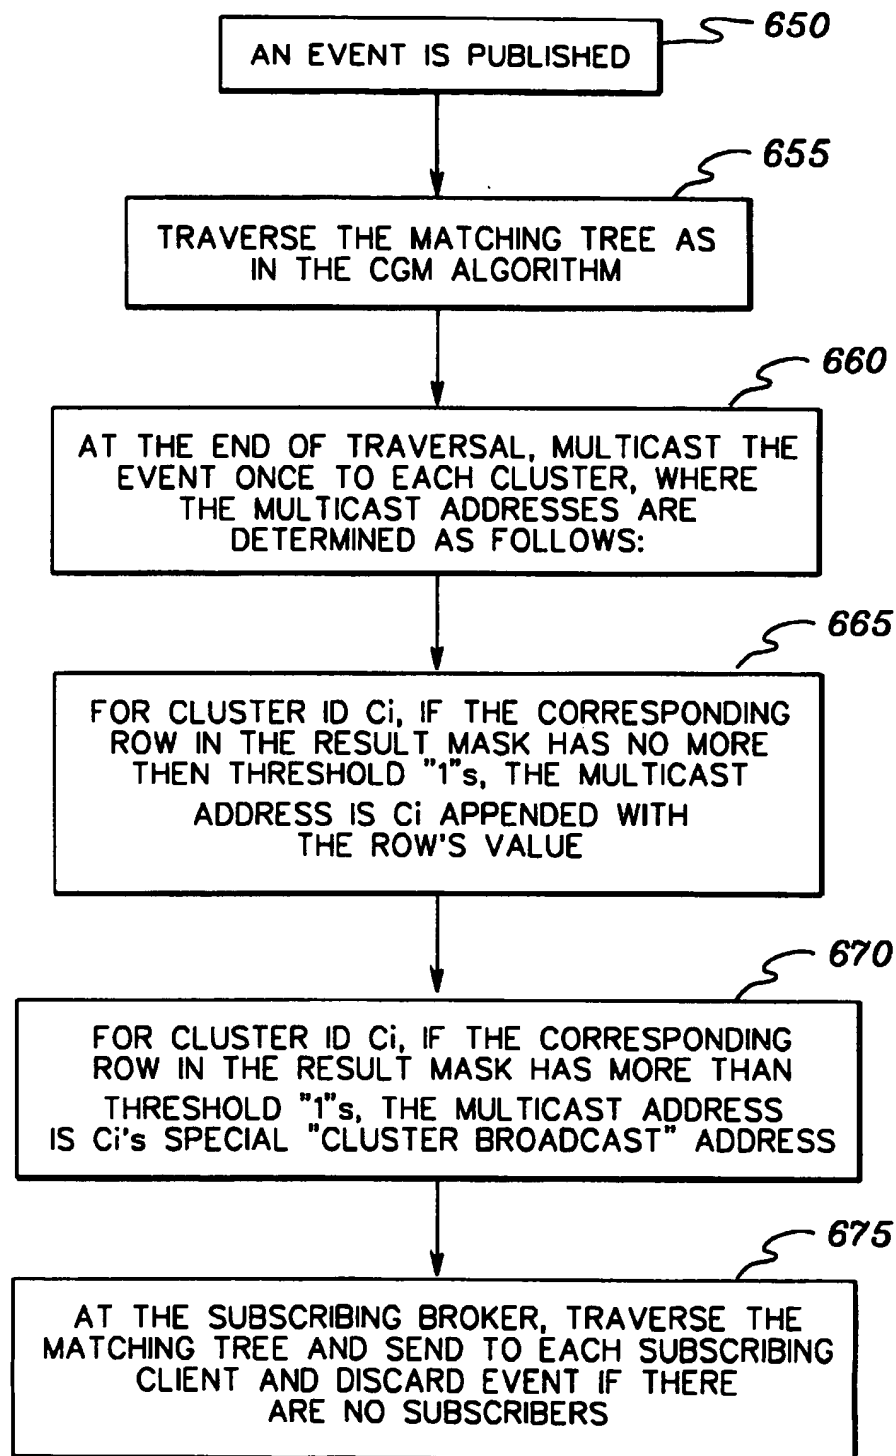 650
AN EVENT IS PUBLISHED
655
TRAVERSE THE MATCHING TREE AS
IN THE CGM ALGORITHM
660
AT THE END OF TRAVERSAL, MULTICAST THE
EVENT ONCE TO EACH CLUSTER, WHERE
THE MULTICAST ADDRESSES ARE
DETERMINED AS FOLLOWS:
665
FOR CLUSTER ID Ci, IF THE CORRESPONDING
ROW IN THE RESULT MASK HAS NO MORE
THEN THRESHOLD "1"s, THE MULTICAST
ADDRESS IS Ci APPENDED WITH
THE ROW'S VALUE
670
FOR CLUSTER ID Ci, IF THE CORRESPONDING
ROW IN THE RESULT MASK HAS MORE THAN
THRESHOLD "1"s, THE MULTICAST ADDRESS
IS Ci's SPECIAL "CLUSTER BROADCAST" ADDRESS
675
AT THE SUBSCRIBING BROKER, TRAVERSE THE
MATCHING TREE AND SEND TO EACH SUBSCRIBING
CLIENT AND DISCARD EVENT IF THERE
ARE NO SUBSCRIBERS